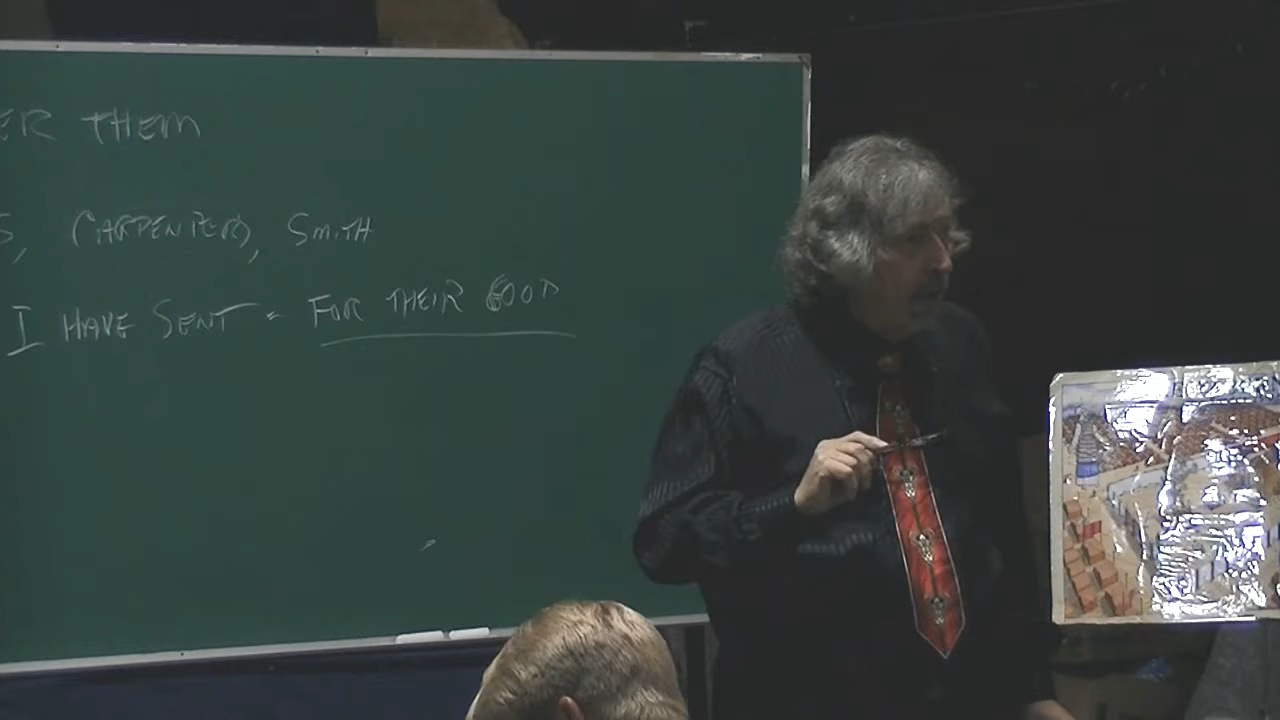 ER THEM
S, CARPENTERS, SMITH
I HAVE SENT - FOR THEIR GOOD